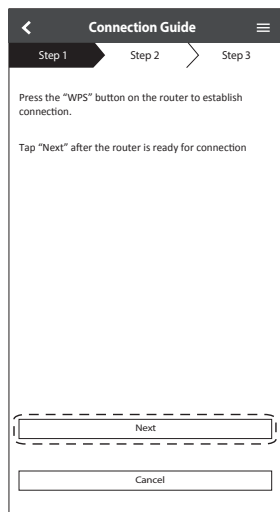 Connection Guide
Step 1 Step 2 Step 3
Press the “WPS” button on the router to establish
connection.
Tap “Next” after the router is ready for connection
Next
Cancel